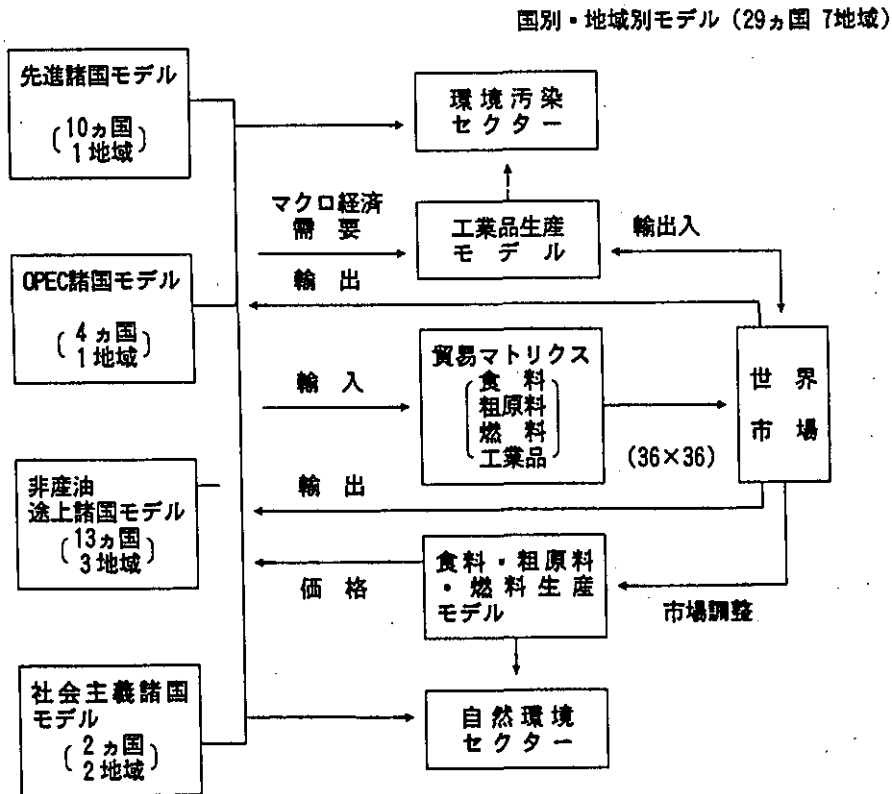 国別・地域別モデル（29ヵ国 7地域）
先進諸国モデル
（10ヵ国
1地域）
環境汚染
セクター
マクロ経済
需要
工業品生産
モデル
輸出入
輸出
OPEC諸国モデル
（4ヵ国
1地域）
輸入
貿易マトリクス
（食料
粗原料
燃料
工業品）
(36×36)
世界
市場
非産油
途上諸国モデル
（13ヵ国
3地域）
輸出
価格
食料・粗原料
・燃料生産
モデル
市場調整
社会主義諸国
モデル
（2ヵ国
2地域）
自然環境
セクター